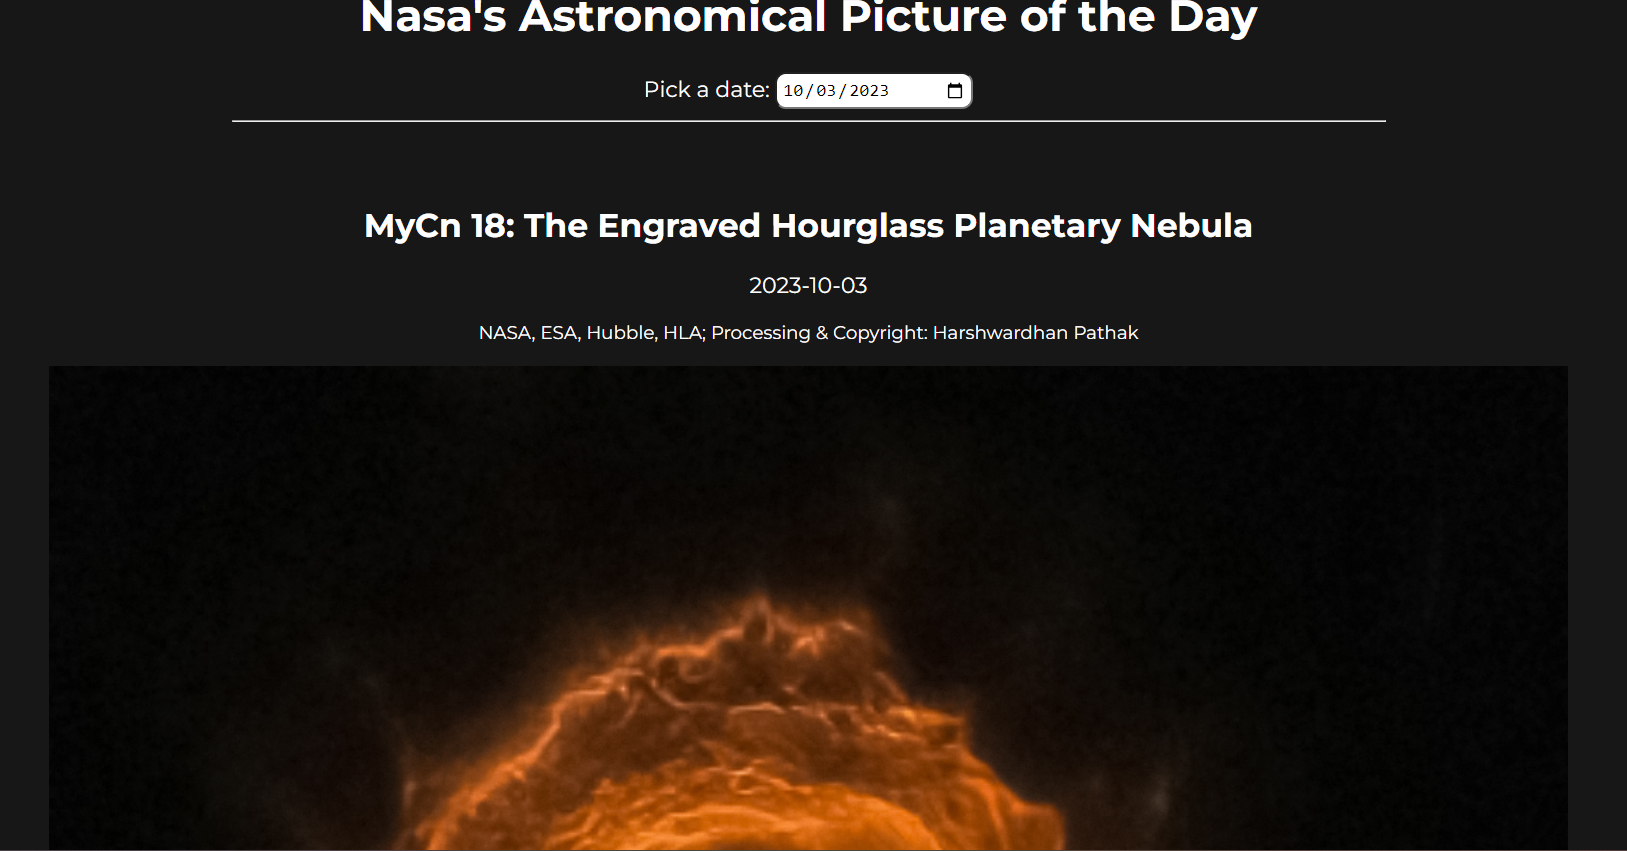 Nasa's Astronomical Picture of the Day
Pick a date: 10/03/2023
MyCn 18: The Engraved Hourglass Planetary Nebula
2023-10-03
NASA, ESA, Hubble, HLA; Processing & Copyright: Harshwardhan Pathak